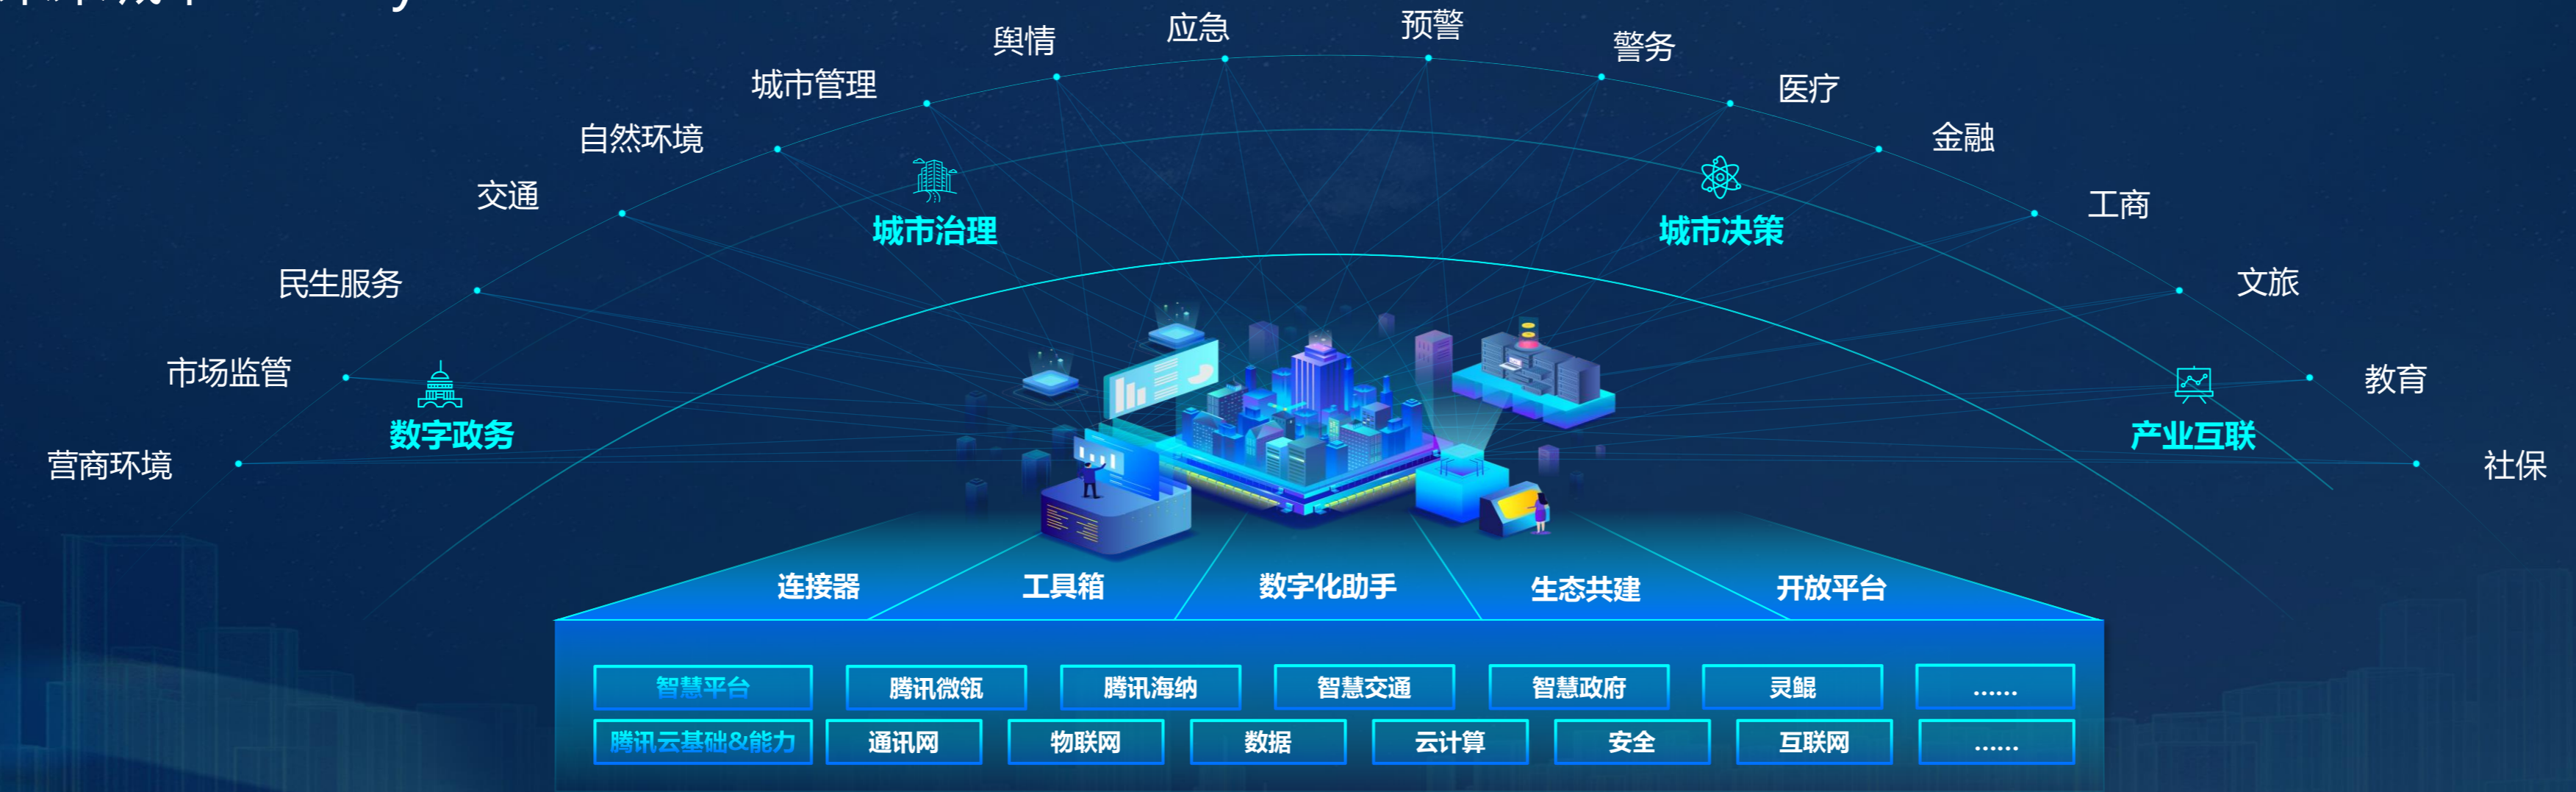 舆情
应急
预警
警务
城市管理
医疗
自然环境
金融
交通
工商
城市治理
城市决策
民生服务
文旅
市场监管
教育
数字政务
产业互联
营商环境
社保
连接器
工具箱
数字化助手
生态共建
开放平台
智慧平台 腾讯微瓴 腾讯海纳 智慧交通 智慧政府 灵鲲 ……
腾讯云基础&能力 通讯网 物联网 数据 云计算 安全 互联网 ……